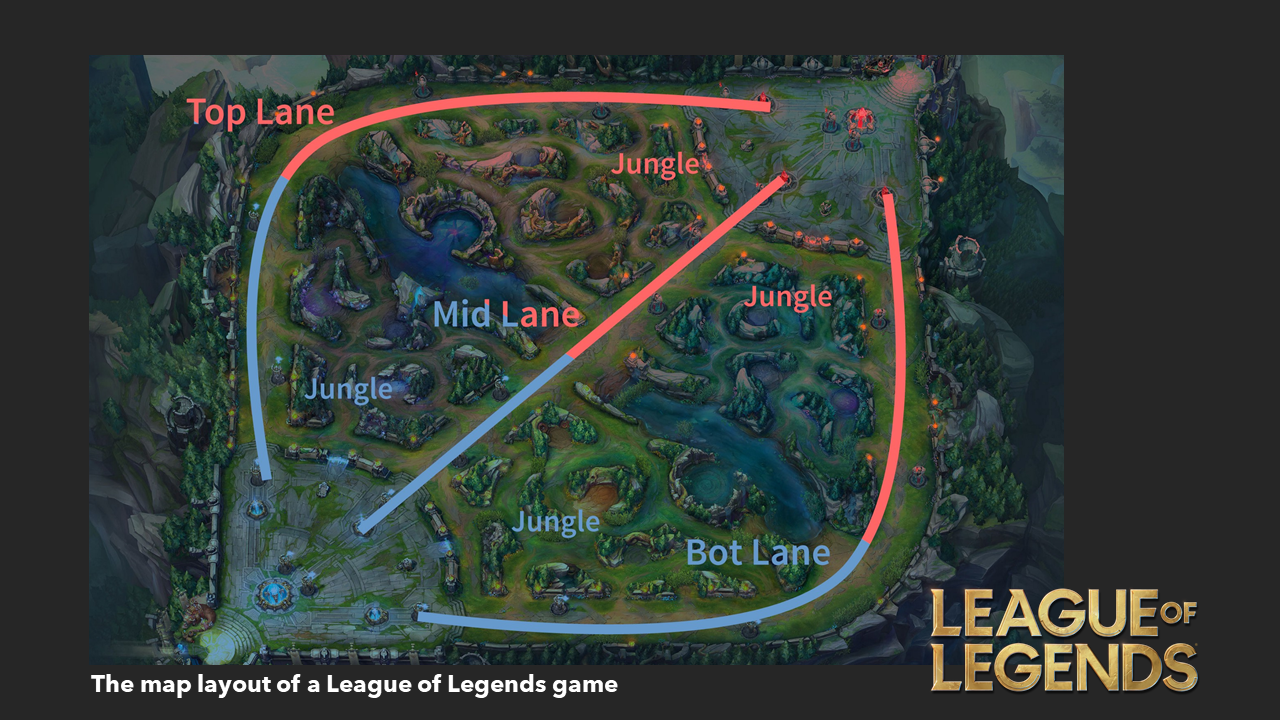 Top Lane
Jungle
Jungle
Mid Lane
Jungle
Jungle
Bot Lane
LEAGUE OF
LEGENDS
The map layout of a League of Legends game